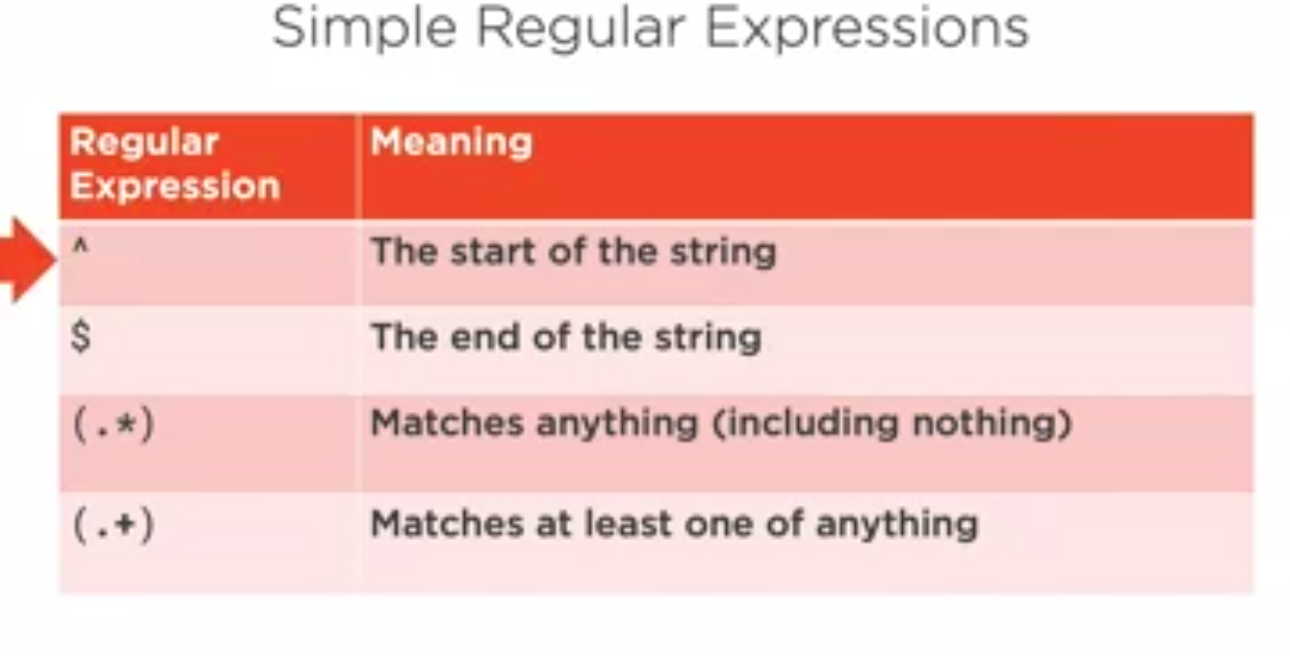 Simple Regular Expressions
Regular
Expression
Meaning
^
The start of the string
$
The end of the string
(.*)
Matches anything (including nothing)
(.+)
Matches at least one of anything